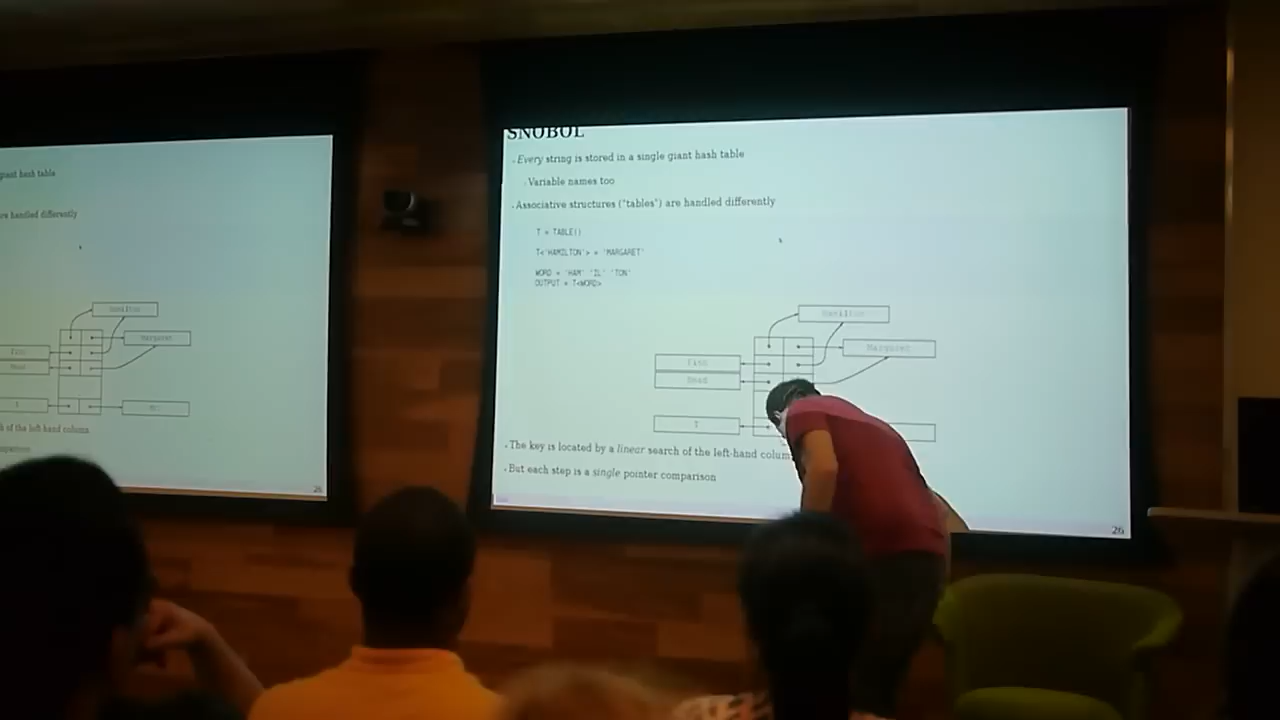 giant hash table
are handled differently
Hamilton
Margaret
of the left hand column
26
SNOBOL
Every string is stored in a single giant hash table
Variable names too
Associative structures ("tables") are handled differently
T = TABLE()
T<'HAMILTON'> = 'MARGARET'
WORD = 'HAM' 'IL' 'TON'
OUTPUT = T<WORD>
Hamilton
Margaret
T
The key is located by a linear search of the left-hand colum
But each step is a single pointer comparison
26